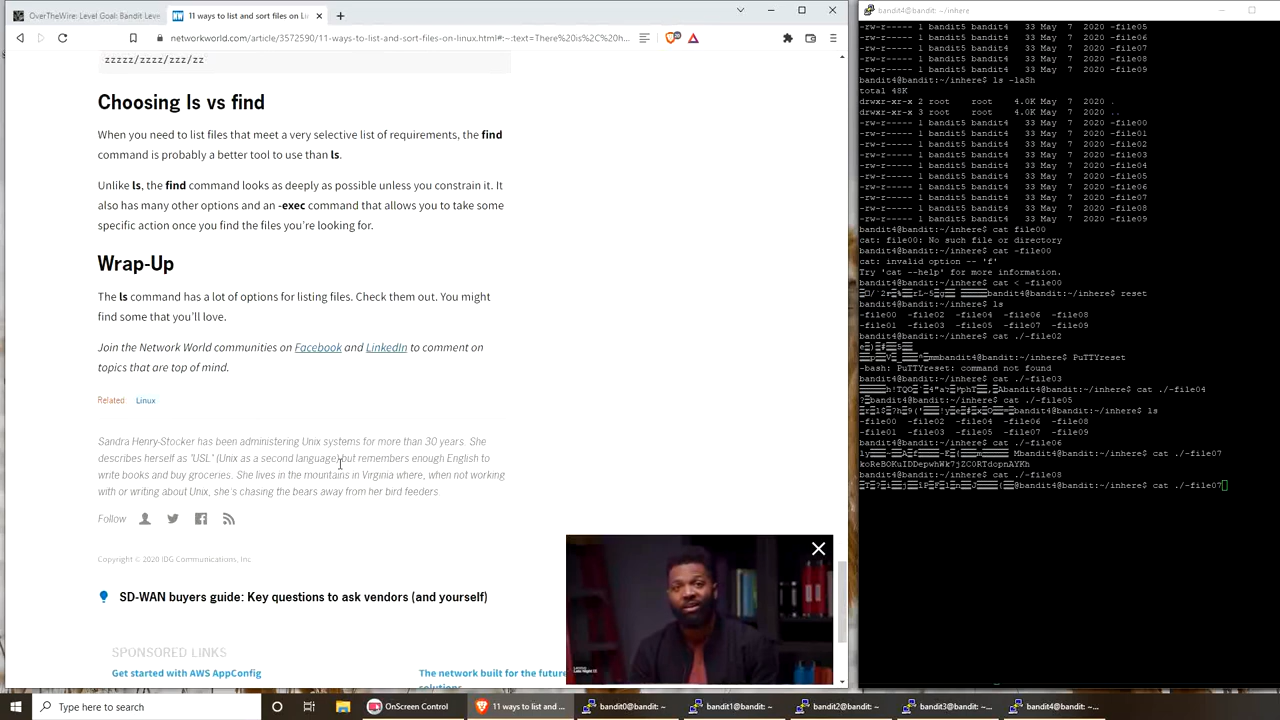 OverTheWire: Level Goal: Bandit Leve
11 ways to list and sort files on Li
networkworld.com/article/3572590/11-ways-to-list-and-sort-files-on-linux.html#:~:text=There%20is%2C%20h...
zzzzz/zzzz/zzz/zz
Choosing ls vs find
When you need to list files that meet a very selective list of requirements, the find
command is probably a better tool to use than ls.
Unlike ls, the find command looks as deeply as possible unless you constrain it. It
also has many other options and an -exec command that allows you to take some
specific action once you find the files you're looking for.
Wrap-Up
The ls command has a lot of options for listing files. Check them out. You might
find some that you'll love.
Join the Network World communities on Facebook and LinkedIn to comment on
topics that are top of mind.
Related Linux
Sandra Henry-Stocker has been administering Unix systems for more than 30 years. She
describes herself as "USL" (Unix as a second language) but remembers enough English to
write books and buy groceries. She lives in the mountains in Virginia where, when not working
with or writing about Unix, she's chasing the bears away from her bird feeders.
Follow
Copyright © 2020 IDG Communications, Inc.
SD-WAN buyers guide: Key questions to ask vendors (and yourself)
SPONSORED LINKS
Get started with AWS AppConfig
The network built for the future
solutions
bandit4@bandit: ~/inhere
-rw-r----- 1 bandit5 bandit4 33 May 7 2020 -file05
-rw-r----- 1 bandit5 bandit4 33 May 7 2020 -file06
-rw-r----- 1 bandit5 bandit4 33 May 7 2020 -file07
-rw-r----- 1 bandit5 bandit4 33 May 7 2020 -file08
-rw-r----- 1 bandit5 bandit4 33 May 7 2020 -file09
bandit4@bandit:~/inhere$ ls -laSh
total 48K
drwxr-xr-x 2 root root 4.0K May 7 2020 .
drwxr-xr-x 3 root root 4.0K May 7 2020 ..
-rw-r----- 1 bandit5 bandit4 33 May 7 2020 -file00
-rw-r----- 1 bandit5 bandit4 33 May 7 2020 -file01
-rw-r----- 1 bandit5 bandit4 33 May 7 2020 -file02
-rw-r----- 1 bandit5 bandit4 33 May 7 2020 -file03
-rw-r----- 1 bandit5 bandit4 33 May 7 2020 -file04
-rw-r----- 1 bandit5 bandit4 33 May 7 2020 -file05
-rw-r----- 1 bandit5 bandit4 33 May 7 2020 -file06
-rw-r----- 1 bandit5 bandit4 33 May 7 2020 -file07
-rw-r----- 1 bandit5 bandit4 33 May 7 2020 -file08
-rw-r----- 1 bandit5 bandit4 33 May 7 2020 -file09
bandit4@bandit:~/inhere$ cat file00
cat: file00: No such file or directory
bandit4@bandit:~/inhere$ cat -file00
cat: invalid option -- 'f'
Try 'cat --help' for more information.
bandit4@bandit:~/inhere$ cat < -file00
bandit4@bandit:~/inhere$ reset
bandit4@bandit:~/inhere$ ls
-file00 -file02 -file04 -file06 -file08
-file01 -file03 -file05 -file07 -file09
bandit4@bandit:~/inhere$ cat ./-file02
bandit4@bandit:~/inhere$ PuTTYreset
-bash: PuTTYreset: command not found
bandit4@bandit:~/inhere$ cat ./-file03
bandit4@bandit:~/inhere$ cat ./-file04
bandit4@bandit:~/inhere$ cat ./-file05
bandit4@bandit:~/inhere$ ls
-file00 -file02 -file04 -file06 -file08
-file01 -file03 -file05 -file07 -file09
bandit4@bandit:~/inhere$ cat ./-file06
bandit4@bandit:~/inhere$ cat ./-file07
koReBOKuIDDepwhWk7jZC0RTdopnAYKh
bandit4@bandit:~/inhere$ cat ./-file08
bandit4@bandit:~/inhere$ cat ./-file07
Type here to search
OnScreen Control
11 ways to list and ...
bandit0@bandit: ~
bandit1@bandit: ~
bandit2@bandit: ~
bandit3@bandit: ~...
bandit4@bandit: ~/...